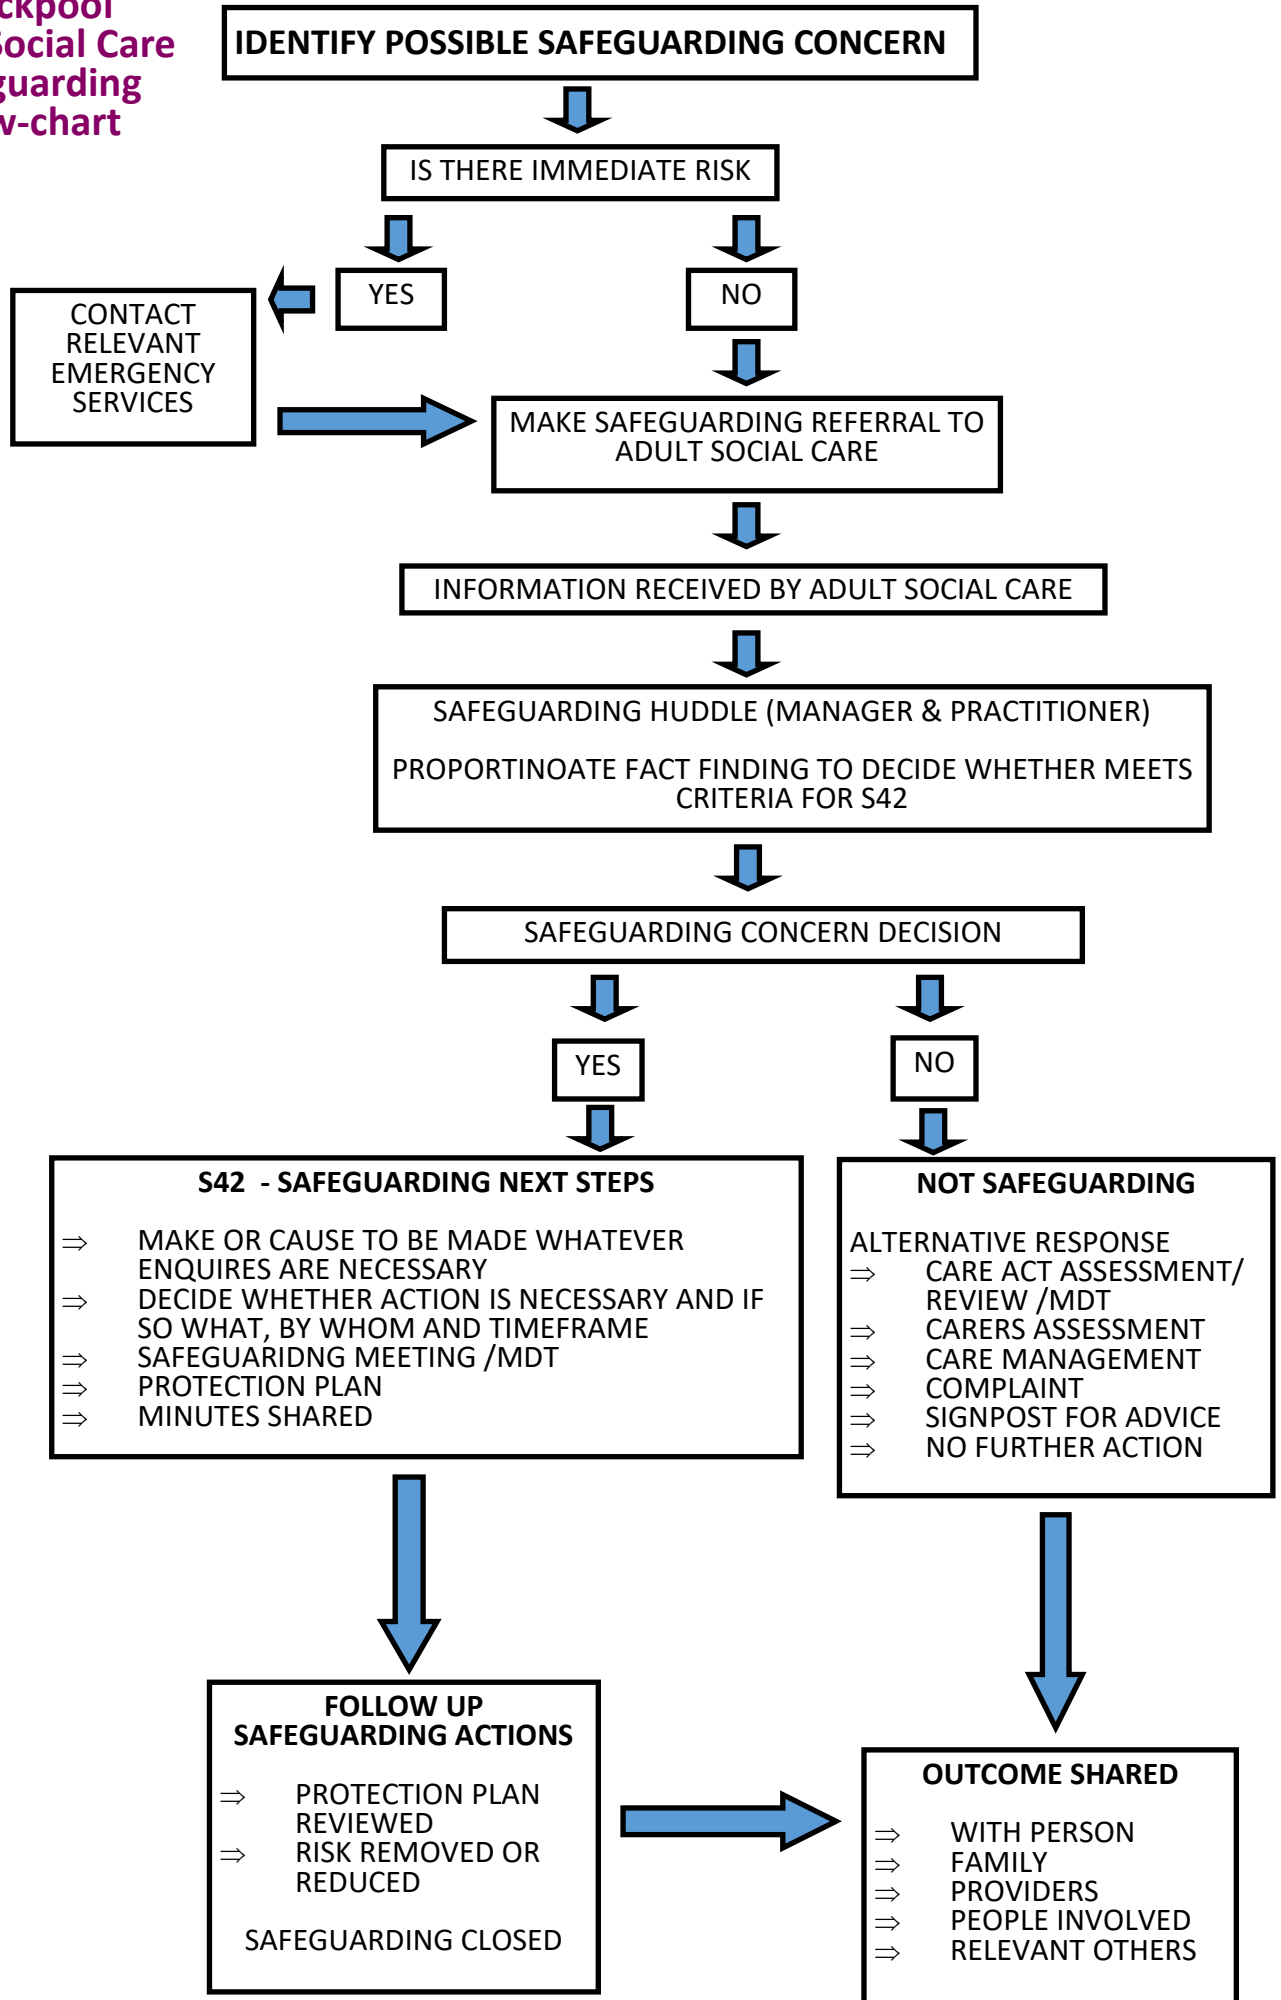 ckpool
Social Care
guarding
w-chart
IDENTIFY POSSIBLE SAFEGUARDING CONCERN
IS THERE IMMEDIATE RISK
YES
NO
CONTACT
RELEVANT
EMERGENCY
SERVICES
MAKE SAFEGUARDING REFERRAL TO
ADULT SOCIAL CARE
INFORMATION RECEIVED BY ADULT SOCIAL CARE
SAFEGUARDING HUDDLE (MANAGER & PRACTITIONER)
PROPORTINOATE FACT FINDING TO DECIDE WHETHER MEETS
CRITERIA FOR S42
SAFEGUARDING CONCERN DECISION
YES
NO
S42 - SAFEGUARDING NEXT STEPS
⇒ MAKE OR CAUSE TO BE MADE WHATEVER
ENQUIRES ARE NECESSARY
⇒ DECIDE WHETHER ACTION IS NECESSARY AND IF
SO WHAT, BY WHOM AND TIMEFRAME
⇒ SAFEGUARIDNG MEETING /MDT
⇒ PROTECTION PLAN
⇒ MINUTES SHARED
NOT SAFEGUARDING
ALTERNATIVE RESPONSE
⇒ CARE ACT ASSESSMENT/
REVIEW /MDT
⇒ CARERS ASSESSMENT
⇒ CARE MANAGEMENT
⇒ COMPLAINT
⇒ SIGNPOST FOR ADVICE
⇒ NO FURTHER ACTION
FOLLOW UP
SAFEGUARDING ACTIONS
⇒ PROTECTION PLAN
REVIEWED
⇒ RISK REMOVED OR
REDUCED
SAFEGUARDING CLOSED
OUTCOME SHARED
⇒ WITH PERSON
⇒ FAMILY
⇒ PROVIDERS
⇒ PEOPLE INVOLVED
⇒ RELEVANT OTHERS